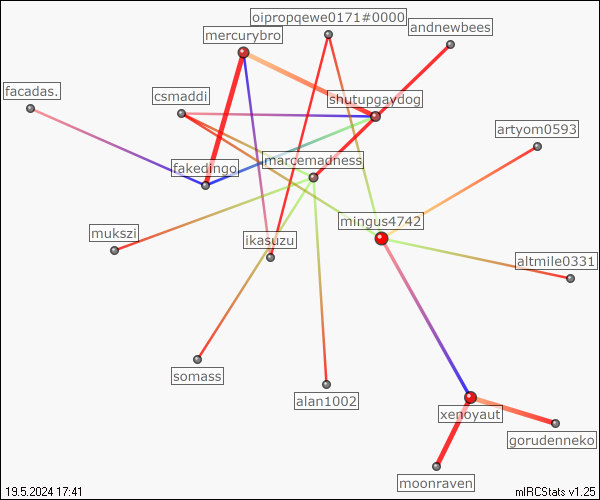 oipropqewe0171#0000
andnewbees
mercurybro
facadas.
csmaddi
shutupgaydog
artyom0593
marcemadness
fakedingo
mingus4742
mukszi
ikasuzu
altmile0331
somass
alan1002
xenoyaut
gorudenneko
moonraven
19.5.2024 17:41
mIRCStats v1.25